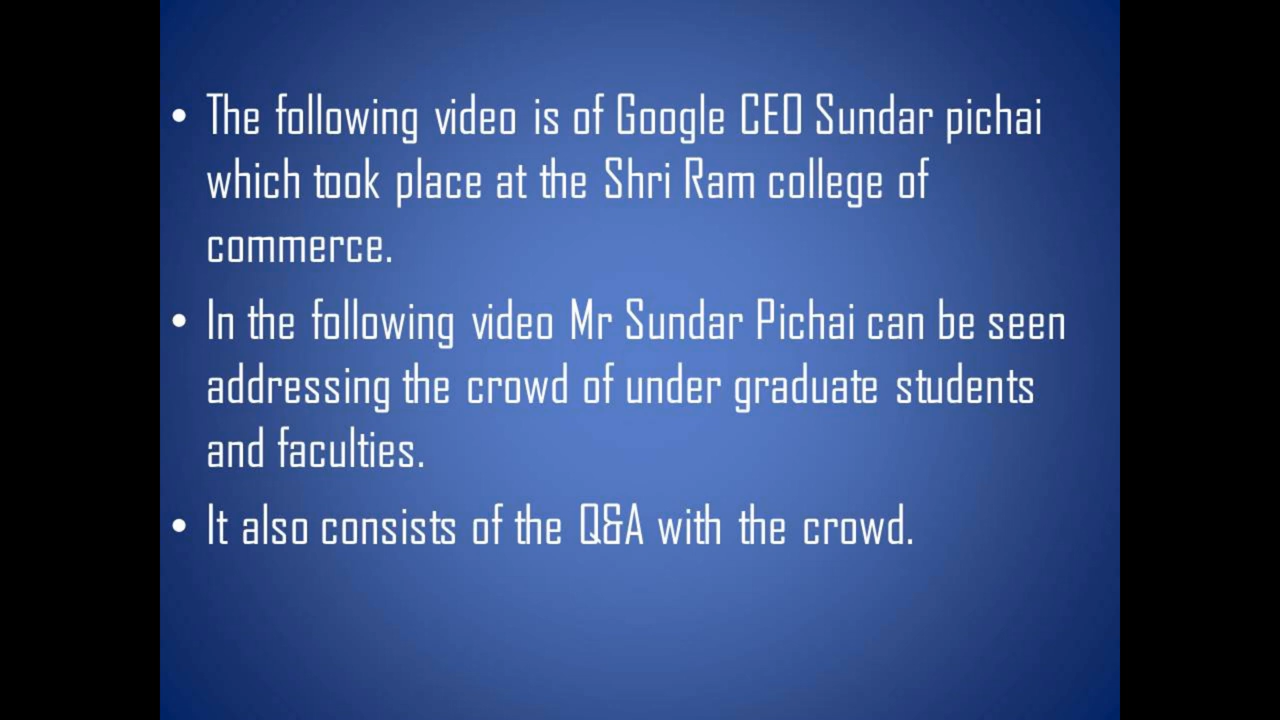 • The following video is of Google CEO Sundar pichai
which took place at the Shri Ram college of
commerce.
• In the following video Mr Sundar Pichai can be seen
addressing the crowd of under graduate students
and faculties.
• It also consists of the Q&A with the crowd.